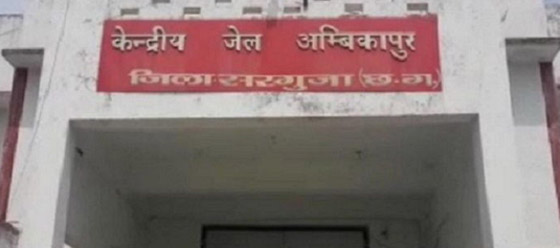 केन्द्रीय जेल अम्बिकापुर
जिला-सरगुजा (छ.ग.)